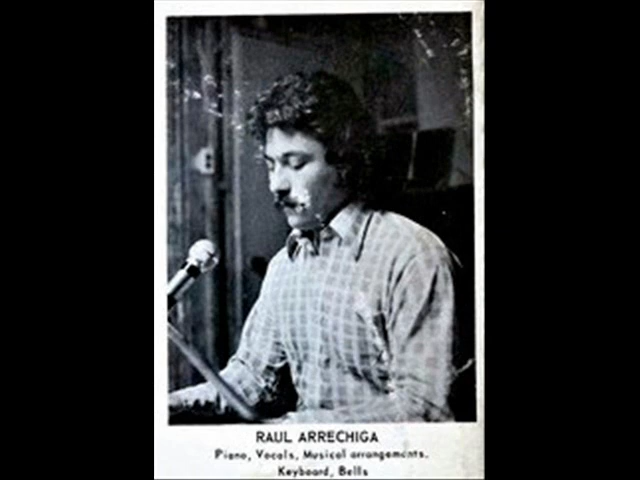 RAUL ARRECHIGA
Piano, Vocals, Musical arrangements.
Keyboard, Bells